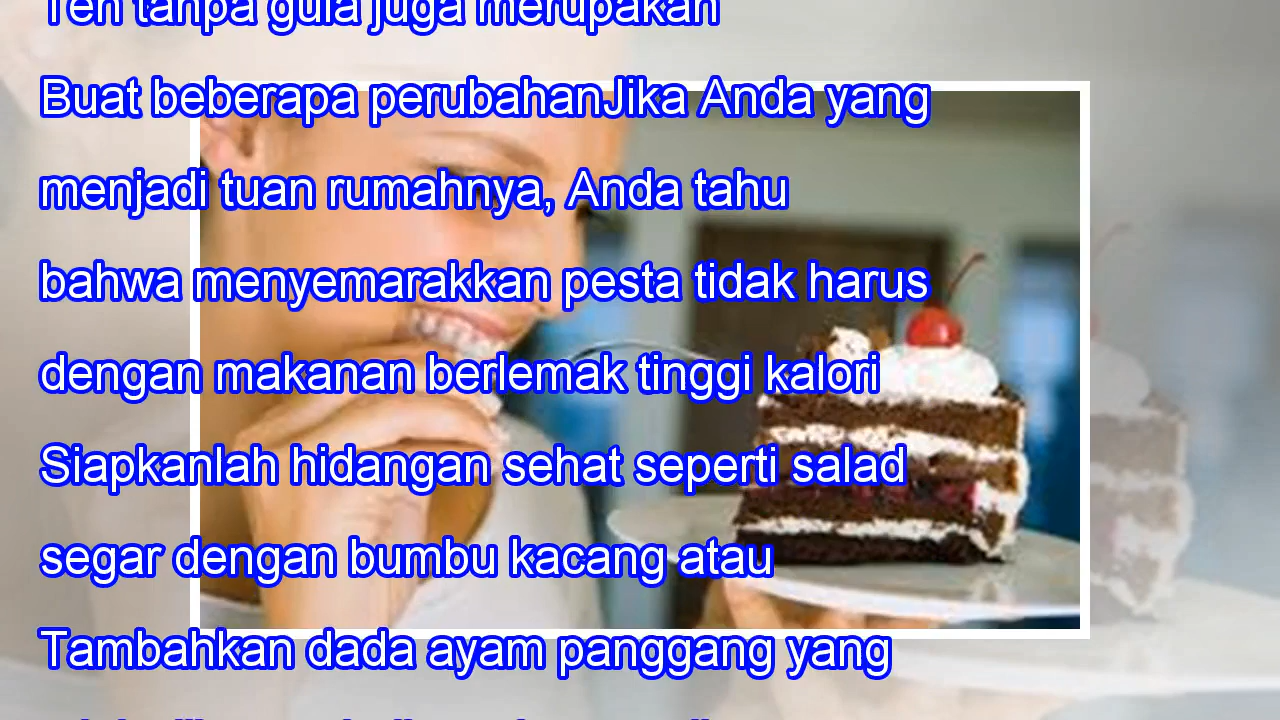 Teh tanpa gula juga merupakan
Buat beberapa perubahanJika Anda yang
menjadi tuan rumahnya, Anda tahu
bahwa menyemarakkan pesta tidak harus
dengan makanan berlemak tinggi kalori
Siapkanlah hidangan sehat seperti salad
segar dengan bumbu kacang atau
Tambahkan dada ayam panggang yang